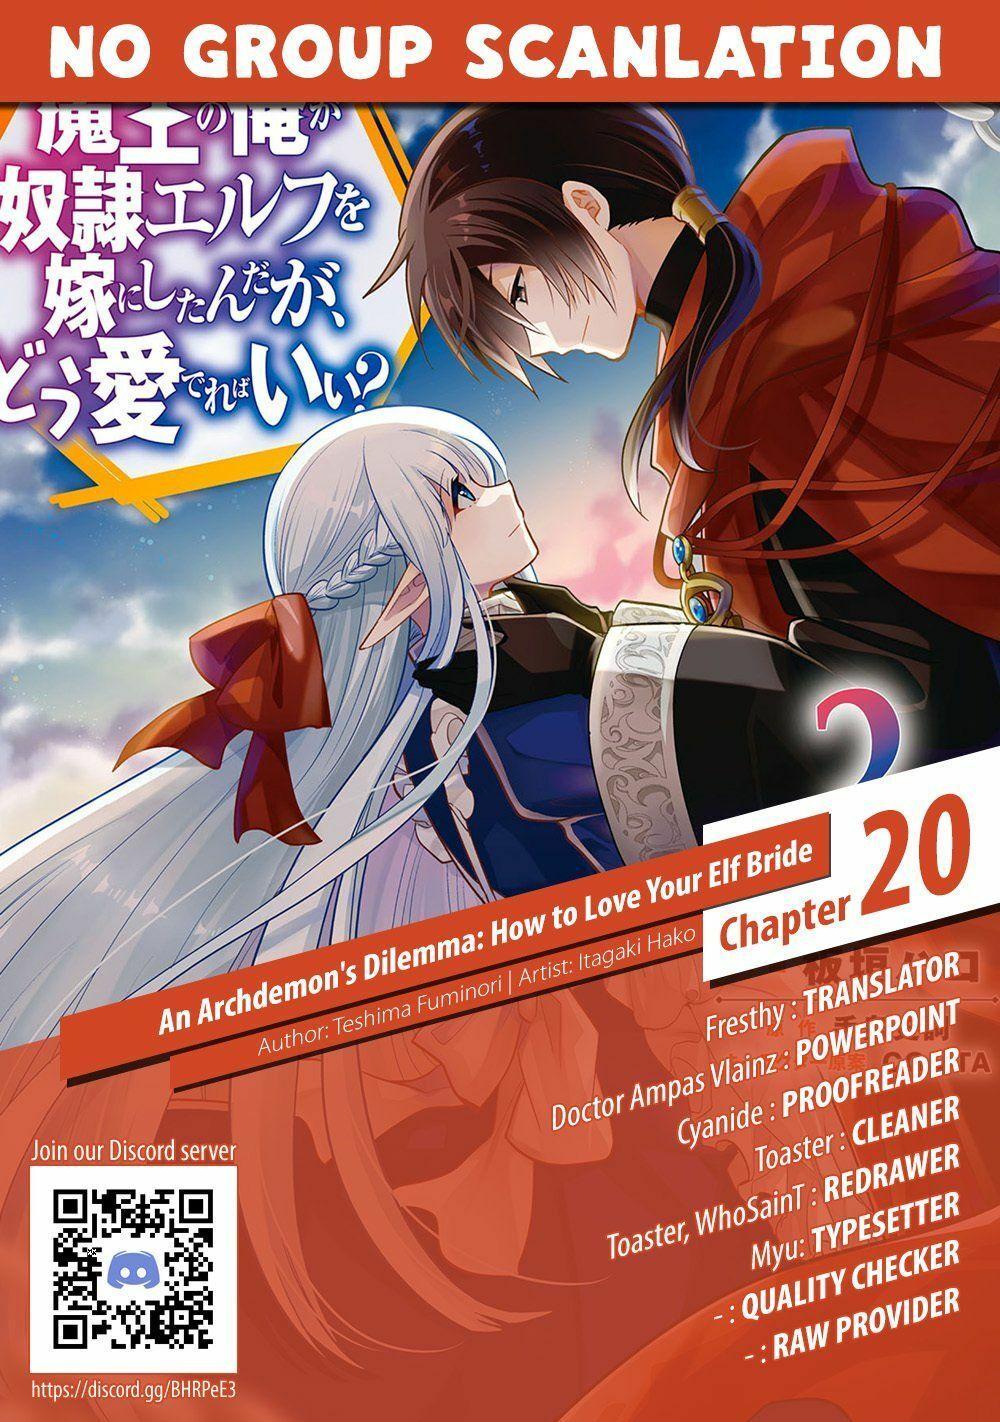 NO GROUP SCANLATION
魔王の俺が
奴隷エルフを
嫁にしたんだが、
どう愛でればいい?
2
An Archdemon's Dilemma: How to Love Your Elf Bride
Chapter 20
Author: Teshima Fuminori | Artist: Itagaki Hako
Fresthy : TRANSLATOR
Doctor Ampas Vlainz : POWERPOINT
Cyanide : PROOFREADER
Toaster : CLEANER
Toaster, WhoSainT : REDRAWER
Myu: TYPESETTER
- : QUALITY CHECKER
- : RAW PROVIDER
Join our Discord server
https://discord.gg/BHRPeE3